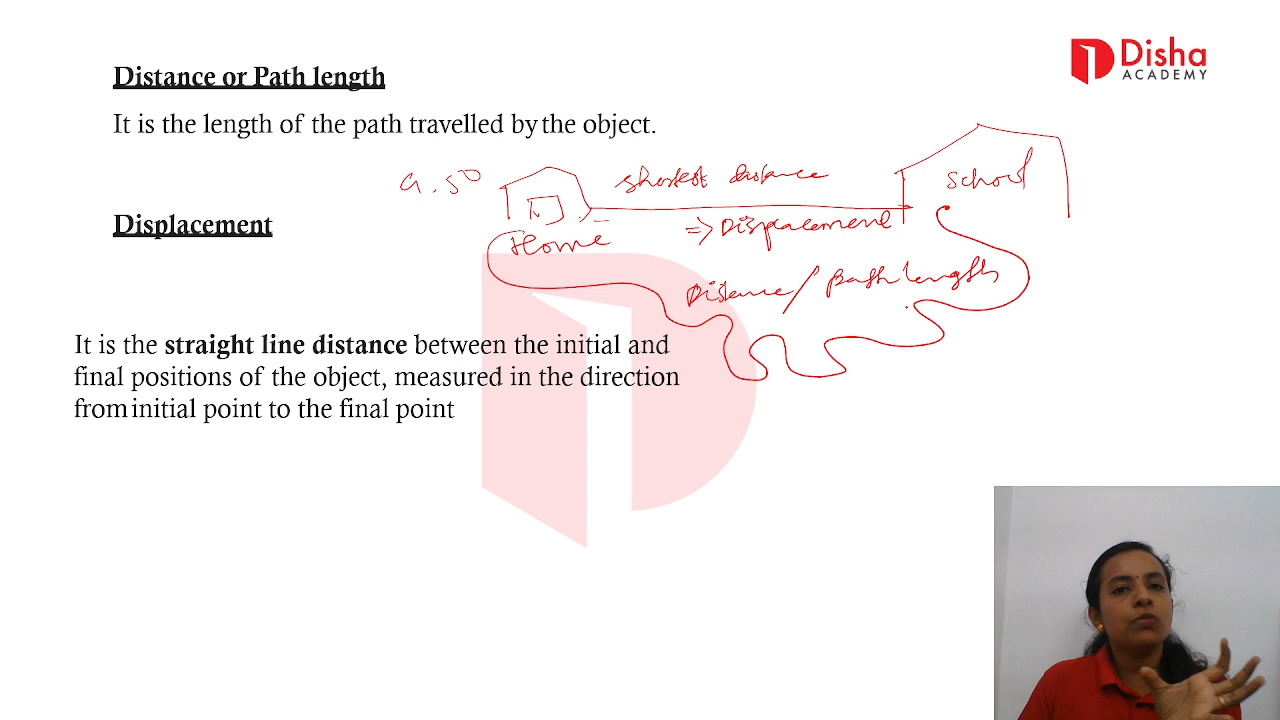 Disha
ACADEMY
Distance or Path length
It is the length of the path travelled by the object.
9.50
shortest distance
School
Displacement
Home
=> Displacement
Distance / Path length
It is the straight line distance between the initial and
final positions of the object, measured in the direction
from initial point to the final point